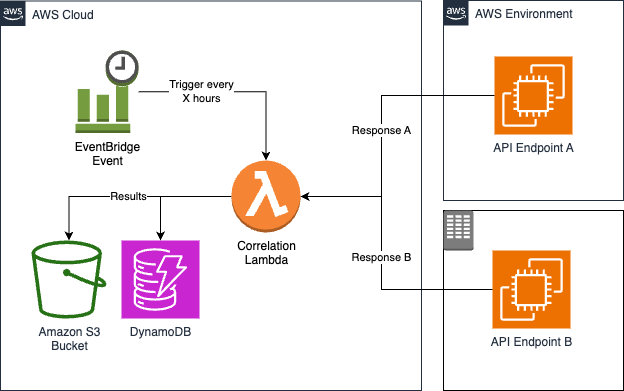 aws
AWS Cloud
aws
AWS Environment
Trigger every
X hours
EventBridge
Event
Response A
API Endpoint A
Results
Correlation
Lambda
Response B
Amazon S3
Bucket
DynamoDB
API Endpoint B